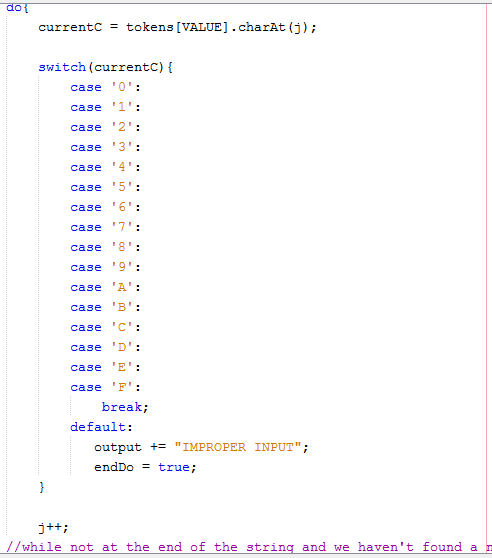 do{
currentC = tokens[VALUE].charAt(j);
switch(currentC){
case '0':
case '1':
case '2':
case '3':
case '4':
case '5':
case '6':
case '7':
case '8':
case '9':
case 'A':
case 'B':
case 'C':
case 'D':
case 'E':
case 'F':
break;
default:
output += "IMPROPER INPUT";
endDo = true;
}
j++;
//while not at the end of the string and we haven't found a